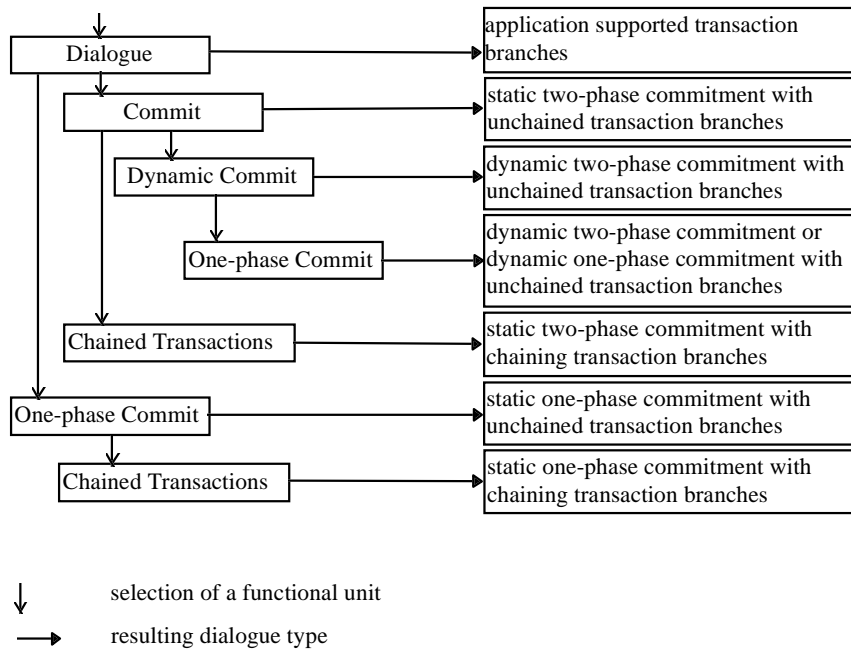 application supported transaction
branches
Dialogue
static two-phase commitment with
unchained transaction branches
Commit
dynamic two-phase commitment with
unchained transaction branches
Dynamic Commit
dynamic two-phase commitment or
dynamic one-phase commitment with
unchained transaction branches
One-phase Commit
static two-phase commitment with
chaining transaction branches
Chained Transactions
static one-phase commitment with
unchained transaction branches
One-phase Commit
static one-phase commitment with
chaining transaction branches
Chained Transactions
selection of a functional unit
resulting dialogue type